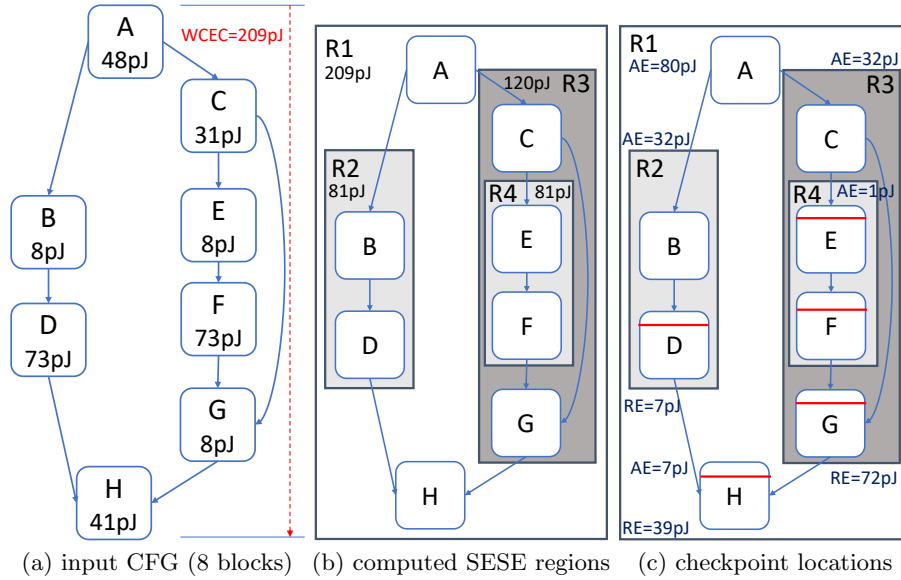 A
48pJ
WCEC=209pJ
C
31pJ
B
8pJ
E
8pJ
D
73pJ
F
73pJ
G
8pJ
H
41pJ
(a) input CFG (8 blocks)
R1
209pJ
A
120pJ
R3
C
R2
81pJ
R4
81pJ
B
E
D
F
G
H
(b) computed SESE regions
R1
AE=80pJ
A
AE=32pJ
R3
C
AE=32pJ
R2
R4
AE=1pJ
B
E
D
F
RE=7pJ
G
AE=7pJ
RE=72pJ
H
RE=39pJ
(c) checkpoint locations